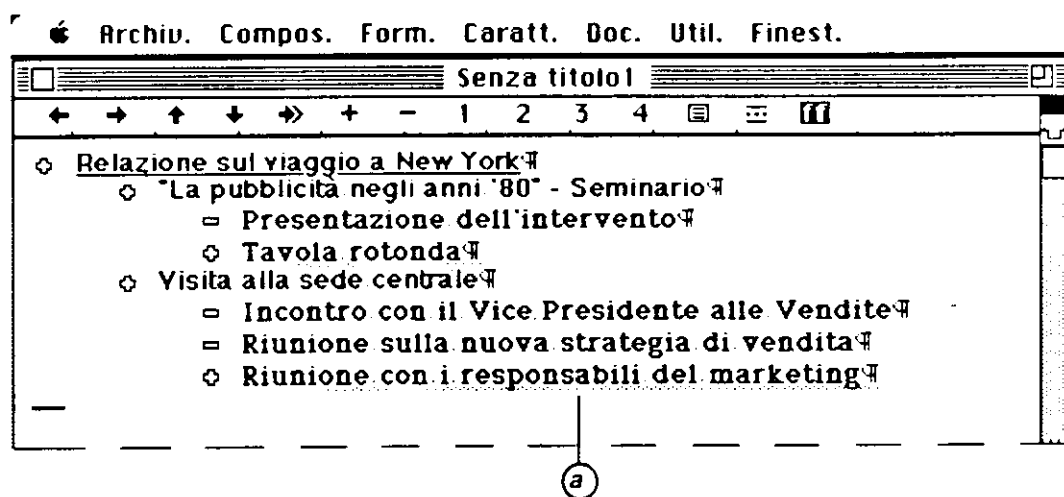 Archiv. Compos. Form. Caratt. Doc. Util. Finest.
Senza titolo1
← → ↑ ↓ ↠ + − 1 2 3 4 ff
Relazione sul viaggio a New York¶
"La pubblicità negli anni '80" - Seminario¶
Presentazione dell'intervento¶
Tavola rotonda¶
Visita alla sede centrale¶
Incontro con il Vice Presidente alle Vendite¶
Riunione sulla nuova strategia di vendita¶
Riunione con i responsabili del marketing¶
a